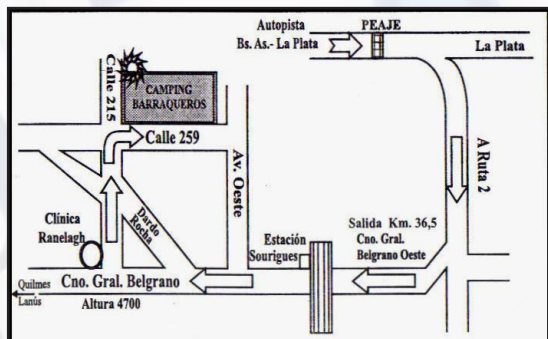 Autopista
Bs. As.- La Plata
PEAJE
La Plata
Calle 215
CAMPING
BARRAQUEROS
Calle 259
Av. Oeste
A Ruta 2
Clínica
Ranelagh
Dardo
Rocha
Estación
Sourigues
Salida Km. 36,5
Cno. Gral.
Belgrano Oeste
Quilmes
Lanús
Cno. Gral. Belgrano
Altura 4700